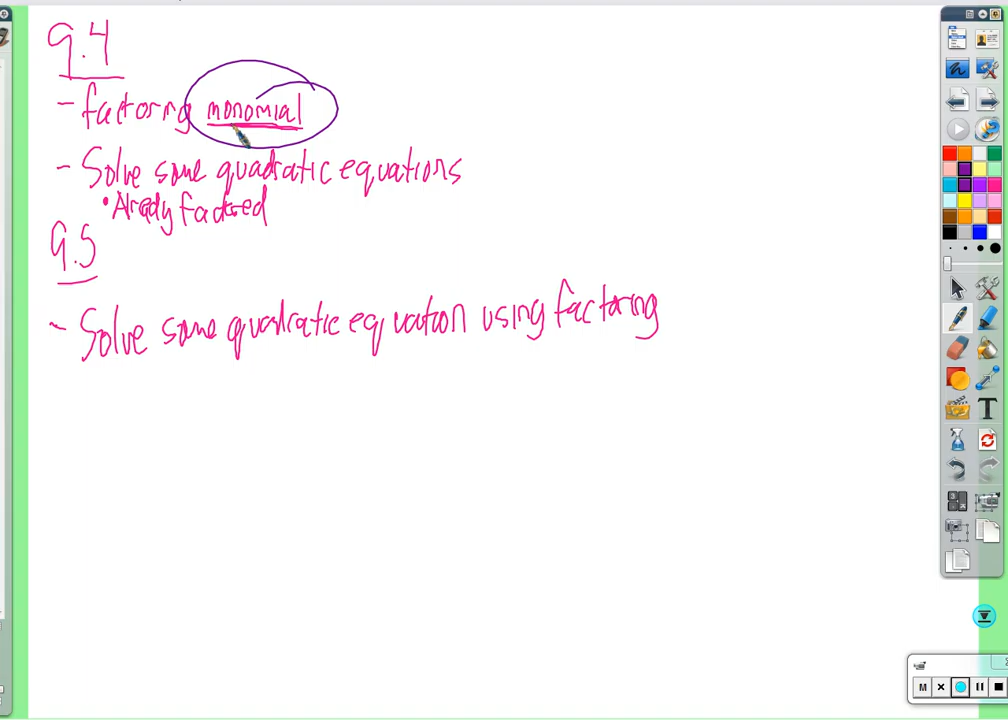 9.4
- factoring monomial
- Solve some quadratic equations
• Already factored
9.5
- Solve some quadratic equation using factoring
T
M